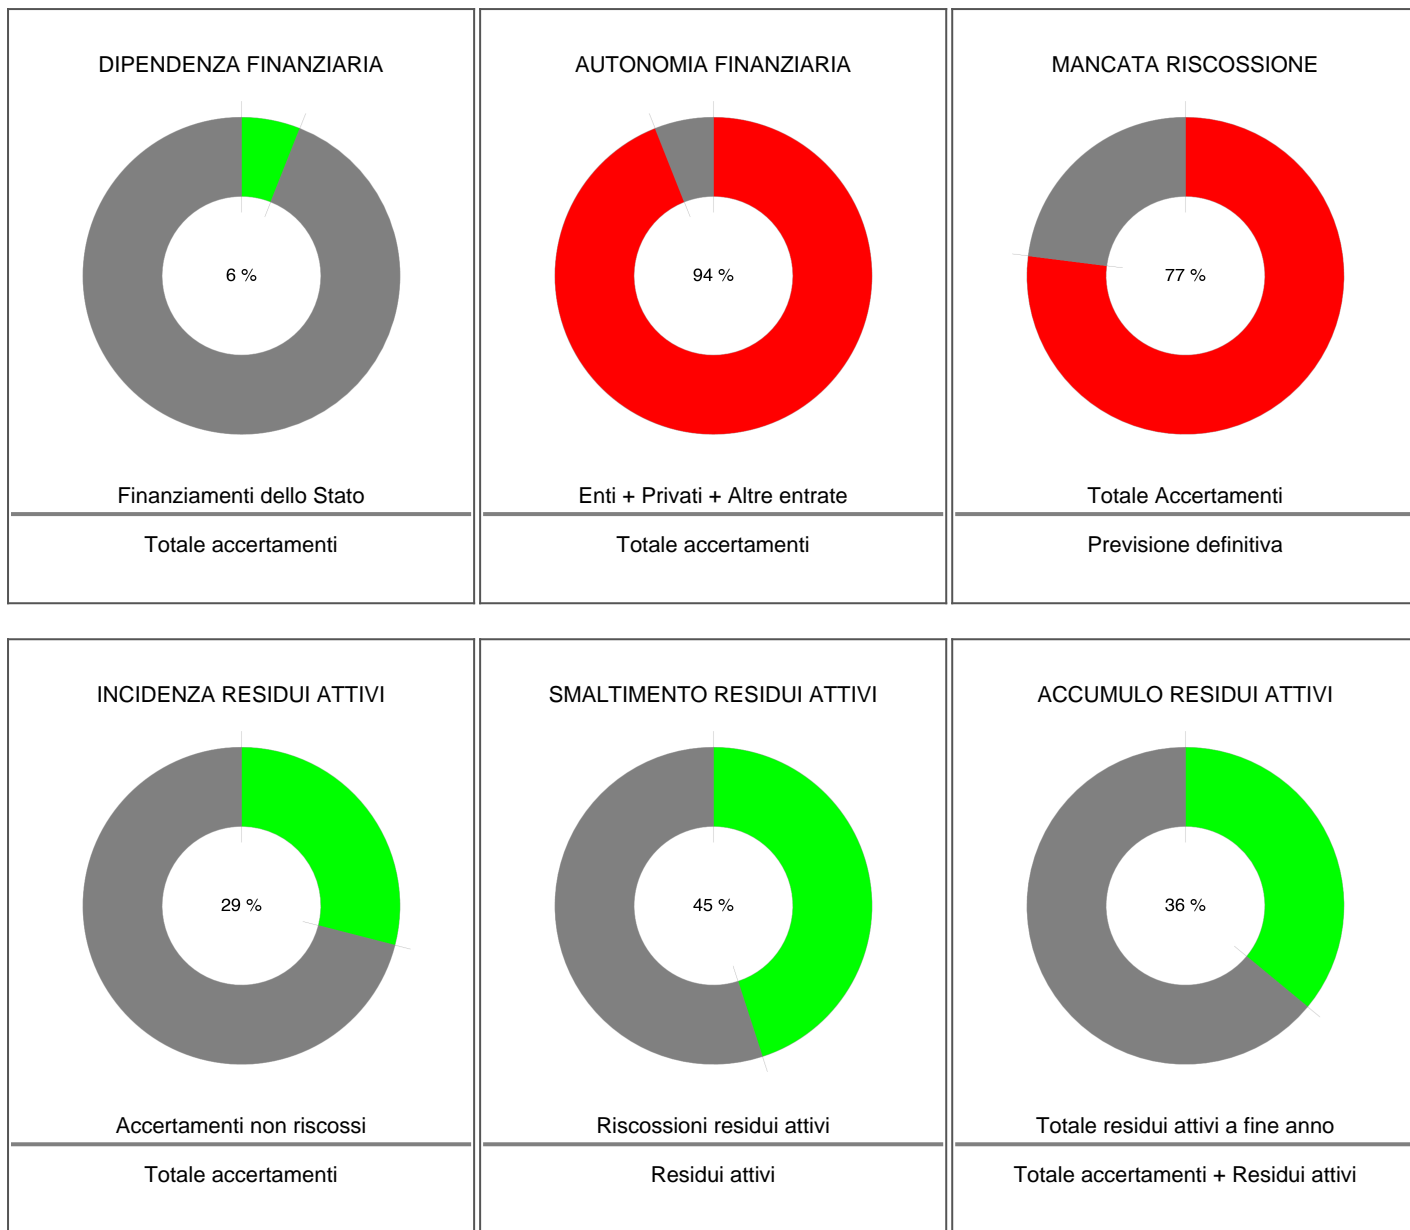 DIPENDENZA FINANZIARIA
6 %
Finanziamenti dello Stato
Totale accertamenti
AUTONOMIA FINANZIARIA
94 %
Enti + Privati + Altre entrate
Totale accertamenti
MANCATA RISCOSSIONE
77 %
Totale Accertamenti
Previsione definitiva
INCIDENZA RESIDUI ATTIVI
29 %
Accertamenti non riscossi
Totale accertamenti
SMALTIMENTO RESIDUI ATTIVI
45 %
Riscossioni residui attivi
Residui attivi
ACCUMULO RESIDUI ATTIVI
36 %
Totale residui attivi a fine anno
Totale accertamenti + Residui attivi